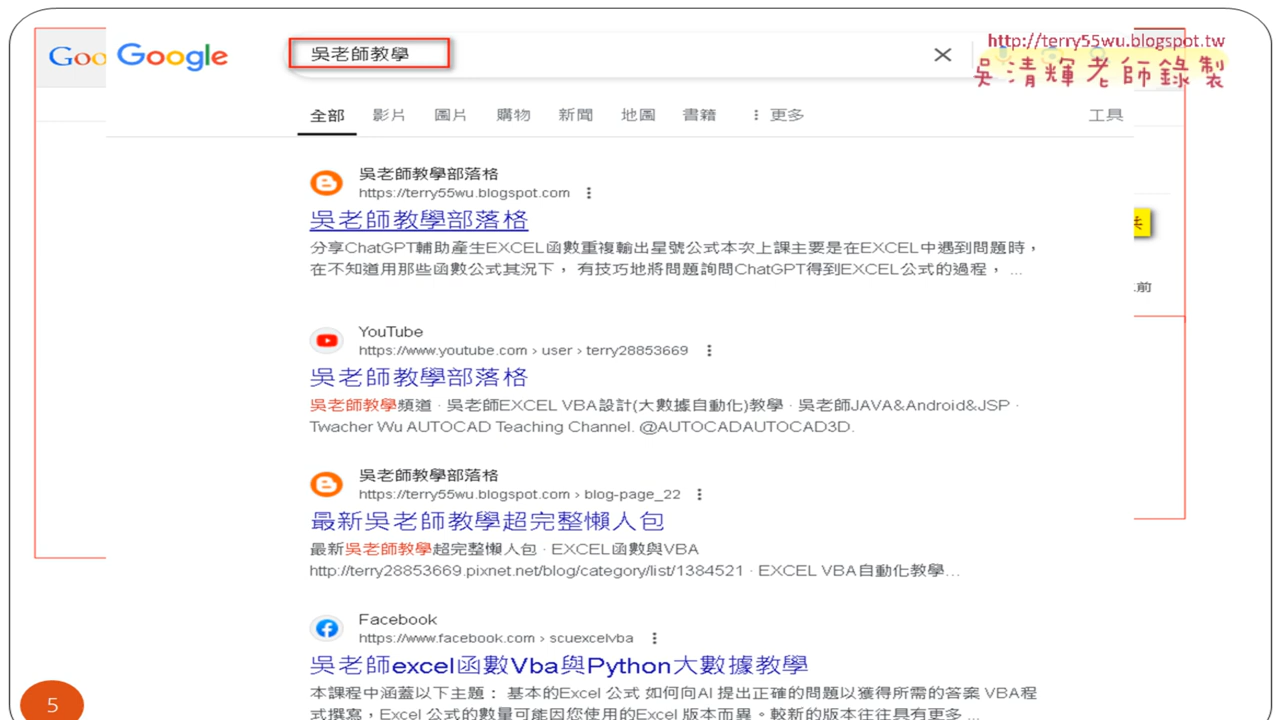 Goo
Google
吳老師教學
http://terry55wu.blogspot.tw
吳清輝老師錄製
全部 影片 圖片 購物 新聞 地圖 書籍 ⋮ 更多 工具
吳老師教學部落格
https://terry55wu.blogspot.com
吳老師教學部落格
分享ChatGPT輔助產生EXCEL函數重複輸出星號公式本次上課主要是在EXCEL中遇到問題時，
在不知道用那些函數公式其況下， 有技巧地將問題詢問ChatGPT得到EXCEL公式的過程， ...
前
YouTube
https://www.youtube.com › user › terry28853669
吳老師教學部落格
吳老師教學頻道 · 吳老師EXCEL VBA設計(大數據自動化)教學 · 吳老師JAVA&Android&JSP ·
Twacher Wu AUTOCAD Teaching Channel. @AUTOCADAUTOCAD3D.
吳老師教學部落格
https://terry55wu.blogspot.com › blog-page_22
最新吳老師教學超完整懶人包
最新吳老師教學超完整懶人包 · EXCEL函數與VBA
http://terry28853669.pixnet.net/blog/category/list/1384521 · EXCEL VBA自動化教學...
Facebook
https://www.facebook.com › scuexcelvba
吳老師excel函數Vba與Python大數據教學
本課程中涵蓋以下主題： 基本的Excel 公式 如何向AI 提出正確的問題以獲得所需的答案 VBA程
式撰寫，Excel 公式的數量可能因您使用的Excel 版本而異。較新的版本往往具有更多 ...
5